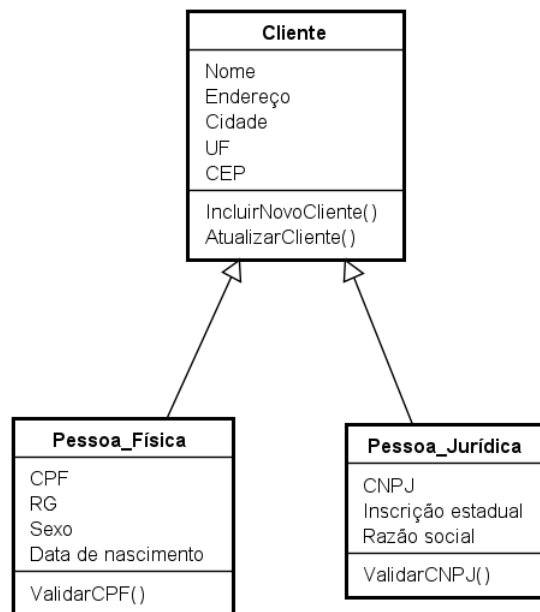 Cliente
Nome
Endereço
Cidade
UF
CEP
IncluirNovoCliente()
AtualizarCliente()
Pessoa_Física
CPF
RG
Sexo
Data de nascimento
ValidarCPF()
Pessoa_Jurídica
CNPJ
Inscrição estadual
Razão social
ValidarCNPJ()